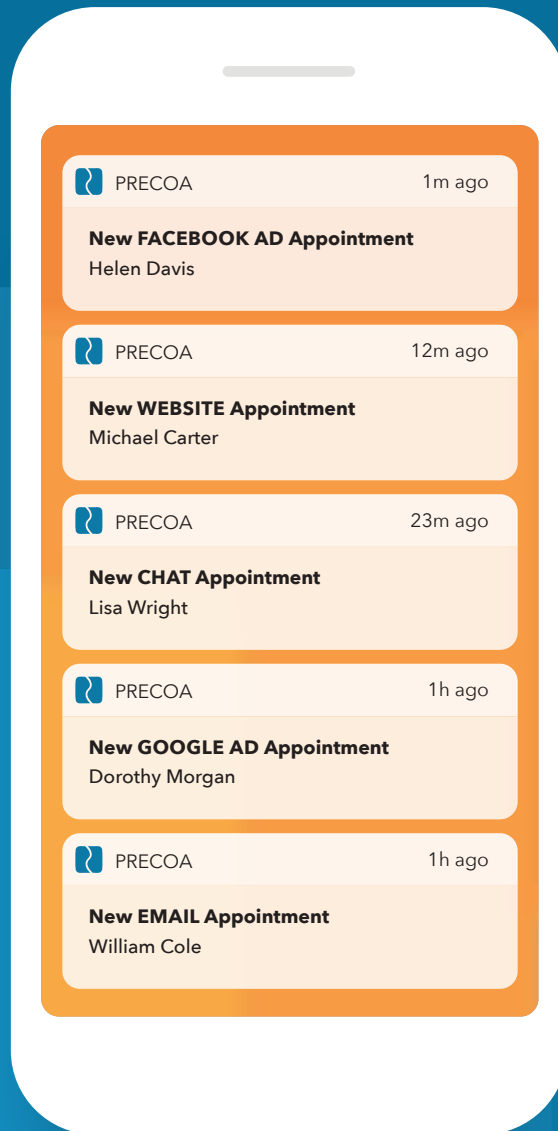 PRECOA 1m ago
New FACEBOOK AD Appointment
Helen Davis
PRECOA 12m ago
New WEBSITE Appointment
Michael Carter
PRECOA 23m ago
New CHAT Appointment
Lisa Wright
PRECOA 1h ago
New GOOGLE AD Appointment
Dorothy Morgan
PRECOA 1h ago
New EMAIL Appointment
William Cole